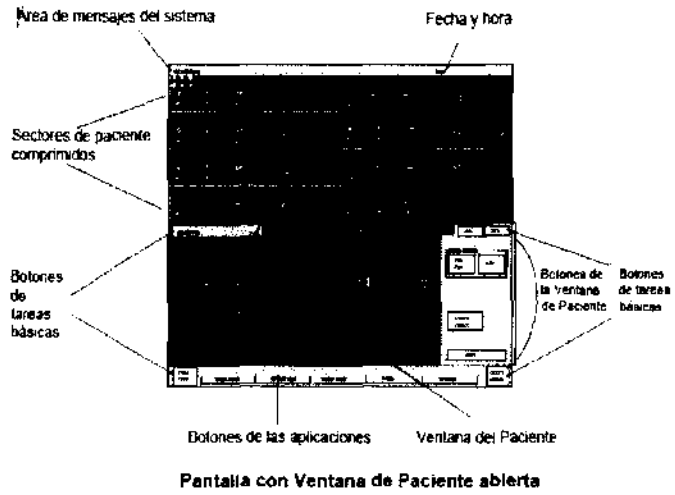 Área de mensajes del sistema
Fecha y hora
Sectores de paciente
comprimidos
Botones
de
tareas
básicas
Botones de
la Ventana
de Paciente
Botones
de tareas
básicas
Botones de las aplicaciones
Ventana del Paciente
Pantalla con Ventana de Paciente abierta